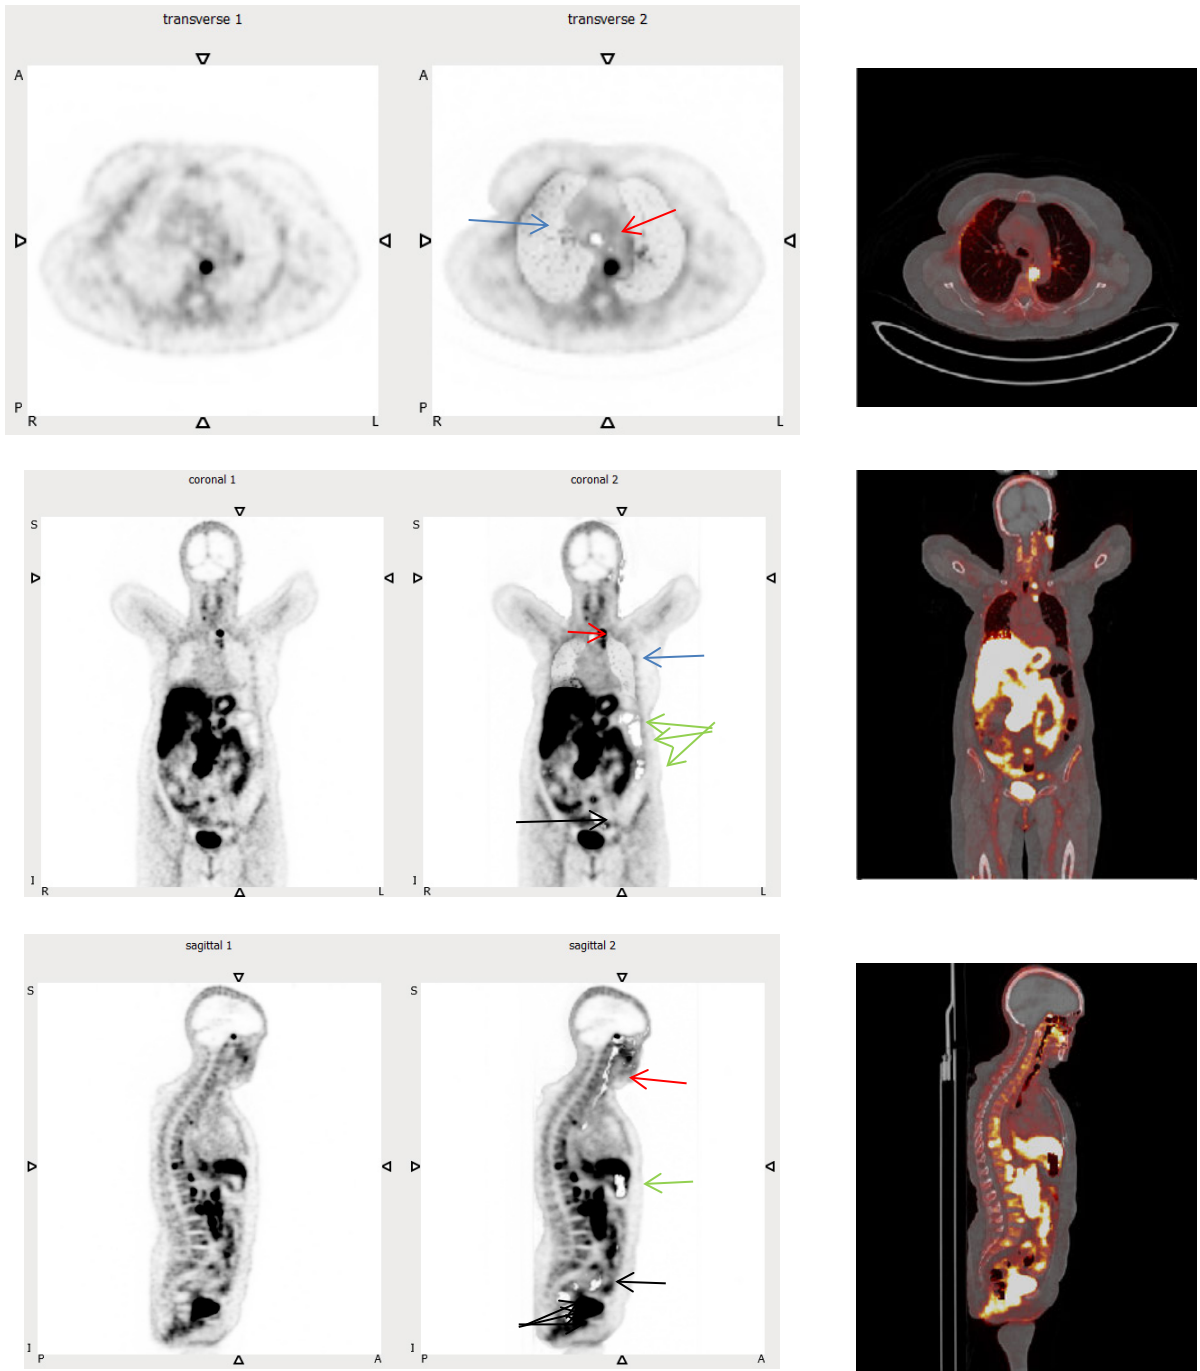 transverse 1
transverse 2
A
A
P
P
R
L
R
L
coronal 1
coronal 2
S
S
I
I
R
L
R
L
sagittal 1
sagittal 2
S
S
I
I
P
A
P
A